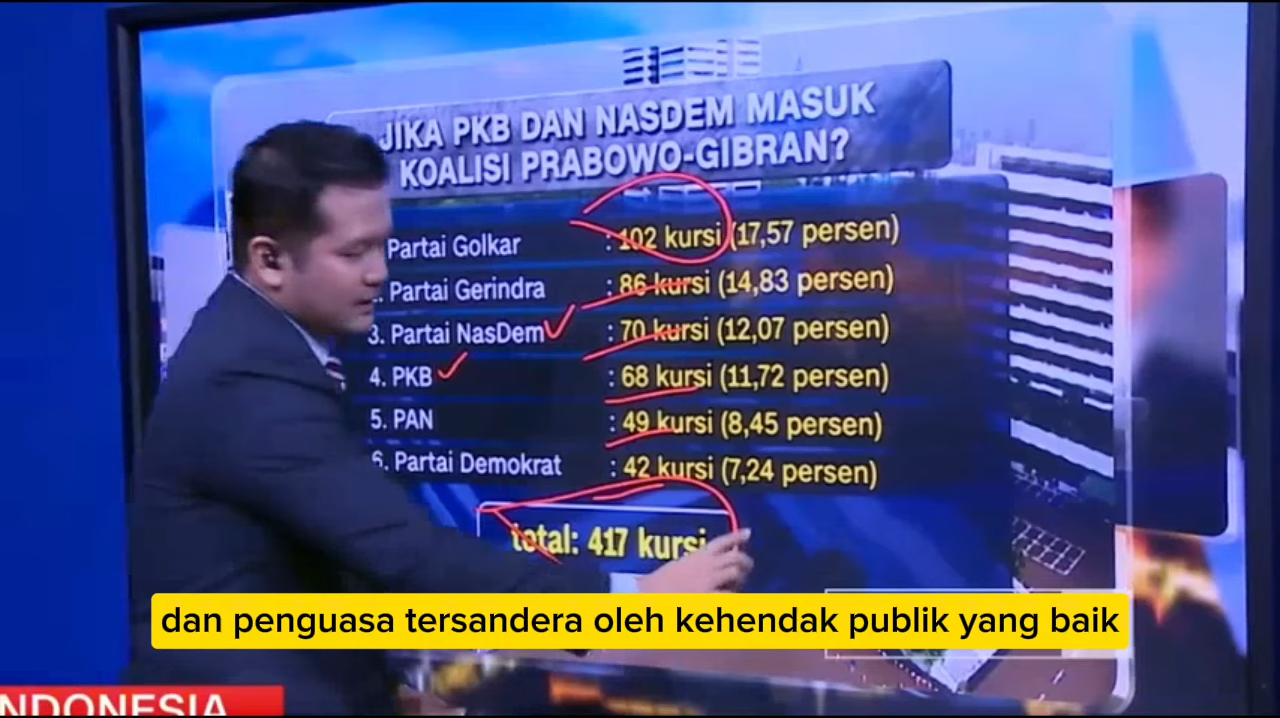 JIKA PKB DAN NASDEM MASUK
KOALISI PRABOWO-GIBRAN?
Partai Golkar : 102 kursi (17,57 persen)
2. Partai Gerindra : 86 kursi (14,83 persen)
3. Partai NasDem : 70 kursi (12,07 persen)
4. PKB : 68 kursi (11,72 persen)
5. PAN : 49 kursi (8,45 persen)
6. Partai Demokrat : 42 kursi (7,24 persen)
total: 417 kursi
dan penguasa tersandera oleh kehendak publik yang baik
NDONESIA